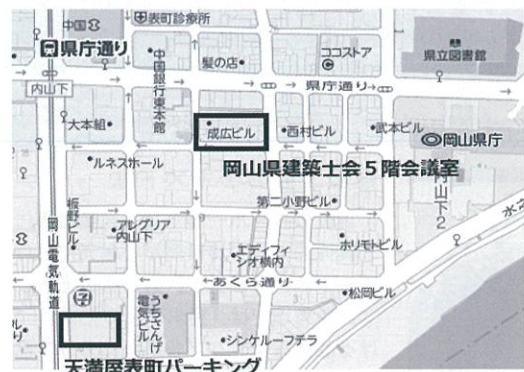 中国
表町診療所
県庁通り
中国銀行東本館
髪の店
ココストア
県立図書館
内山下
県庁通り
大本組
成広ビル
西村ビル
武本ビル
岡山県庁
ルネスホール
岡山県建築士会5階会議室
内山下2
板野ビル
第二小野ビル
アレグリア内山下
岡山電気軌道
エディフィシオ横内
ホリモトビル
あくら通り
松岡ビル
うちさんげ電気ビル
シンケルーフテラ
天満屋表町パーキング